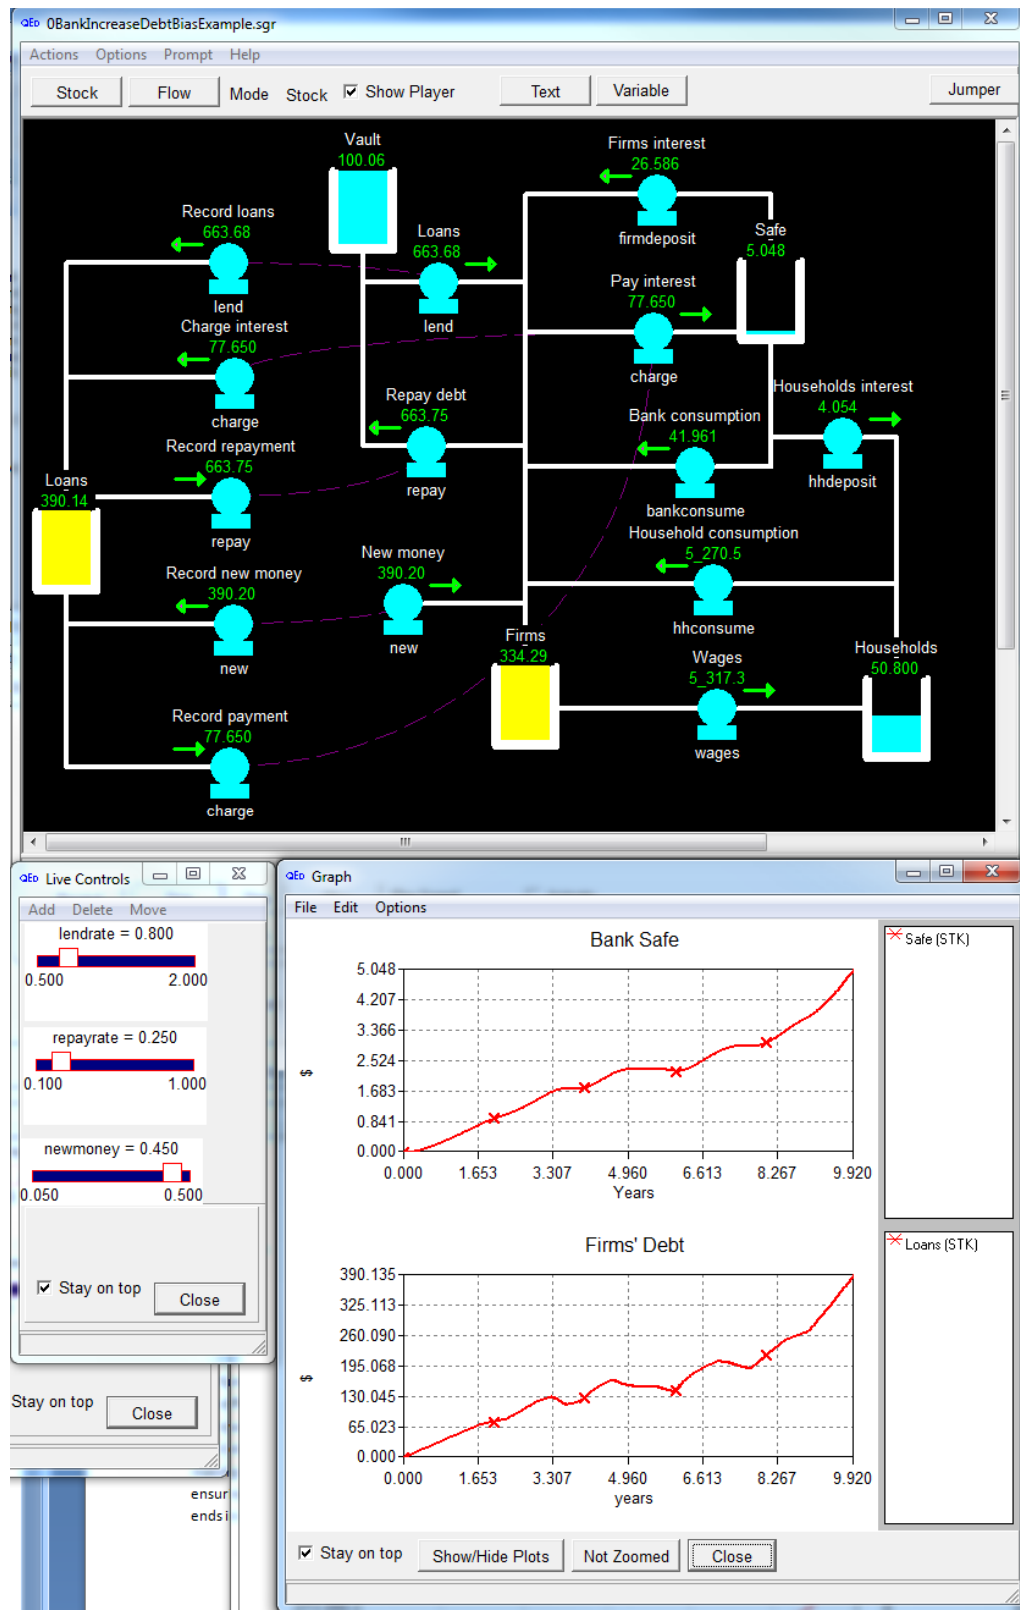 QED 0BankIncreaseDebtBiasExample.sgr
Actions Options Prompt Help
Stock Flow Mode Stock Show Player Text Variable Jumper
Vault
100.06
Firms interest
26.586
firmdeposit
Record loans
663.68
lend
Loans
663.68
lend
Safe
5.048
Pay interest
77.650
charge
Charge interest
77.650
charge
Households interest
4.054
hhdeposit
Repay debt
663.75
repay
Bank consumption
41.961
bankconsume
Record repayment
663.75
repay
Loans
390.14
Household consumption
5_270.5
hhconsume
New money
390.20
new
Record new money
390.20
new
Firms
334.29
Wages
5_317.3
wages
Households
50.800
Record payment
77.650
charge
QED Live Controls
Add Delete Move
lendrate = 0.800
0.500 2.000
repayrate = 0.250
0.100 1.000
newmoney = 0.450
0.050 0.500
Stay on top
Close
Stay on top
Close
ensur
ends i
QED Graph
File Edit Options
Bank Safe
5.048
4.207
3.366
2.524
1.683
0.841
0.000
$
0.000 1.653 3.307 4.960 6.613 8.267 9.920
Years
Safe (STK)
Firms' Debt
390.135
325.113
260.090
195.068
130.045
65.023
0.000
$
0.000 1.653 3.307 4.960 6.613 8.267 9.920
years
Loans (STK)
Stay on top Show/Hide Plots Not Zoomed Close